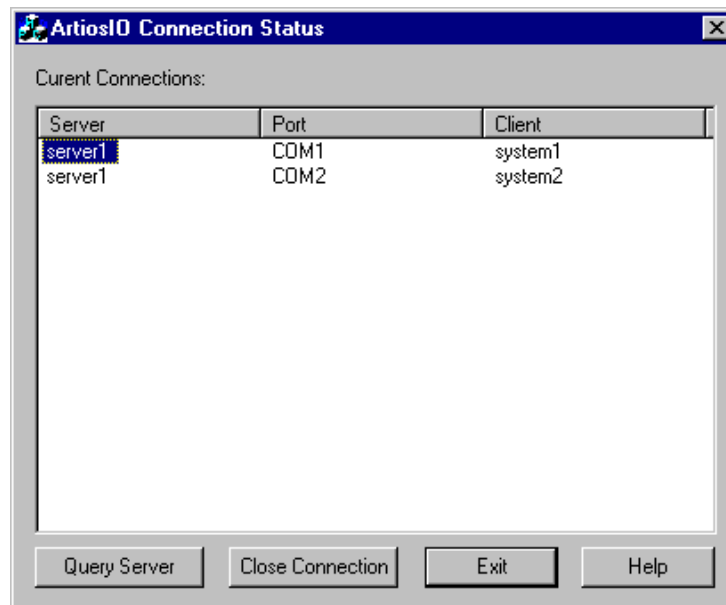 ArtiosIO Connection Status
Curent Connections:
Server Port Client
server1 COM1 system1
server1 COM2 system2
Query Server Close Connection Exit Help